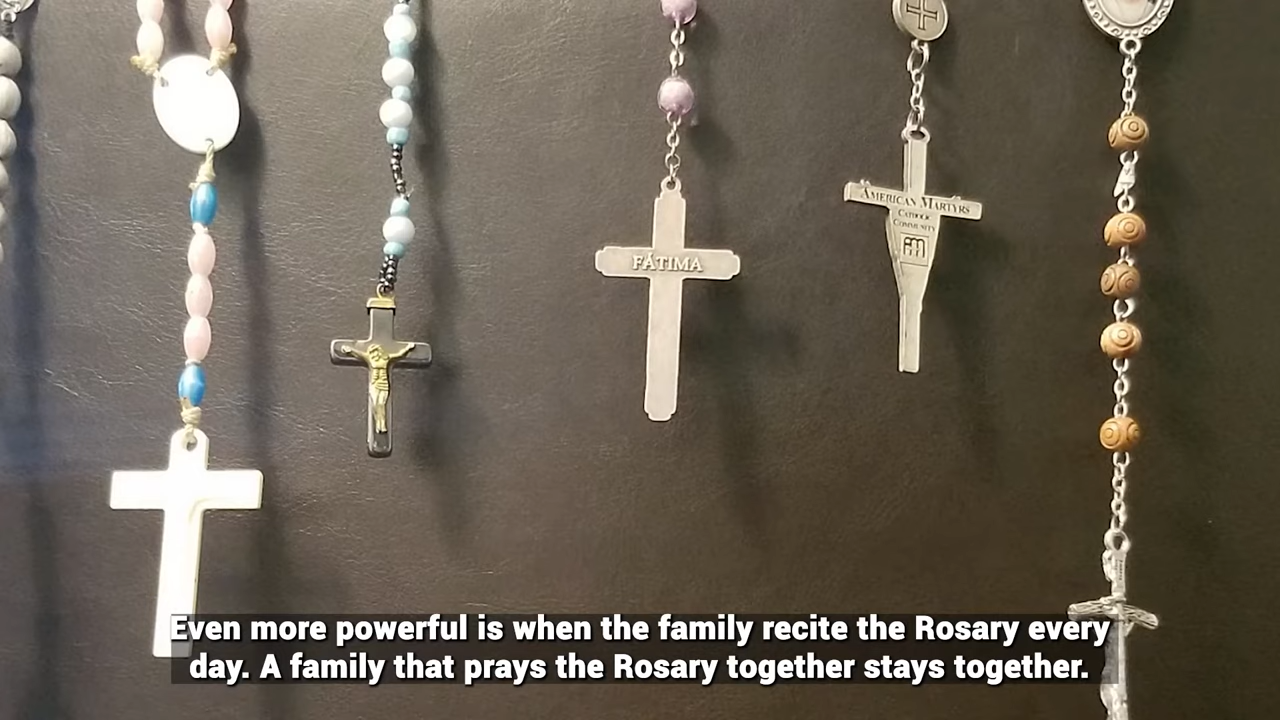 FÁTIMA
AMERICAN MARTYRS
CATHOLIC
COMMUNITY
Even more powerful is when the family recite the Rosary every
day. A family that prays the Rosary together stays together.